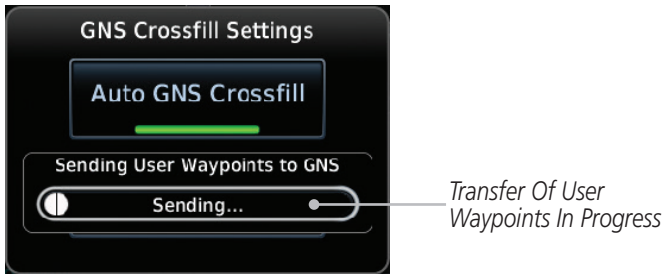 GNS Crossfill Settings
Auto GNS Crossfill
Sending User Waypoints to GNS
Sending...
Transfer Of User
Waypoints In Progress